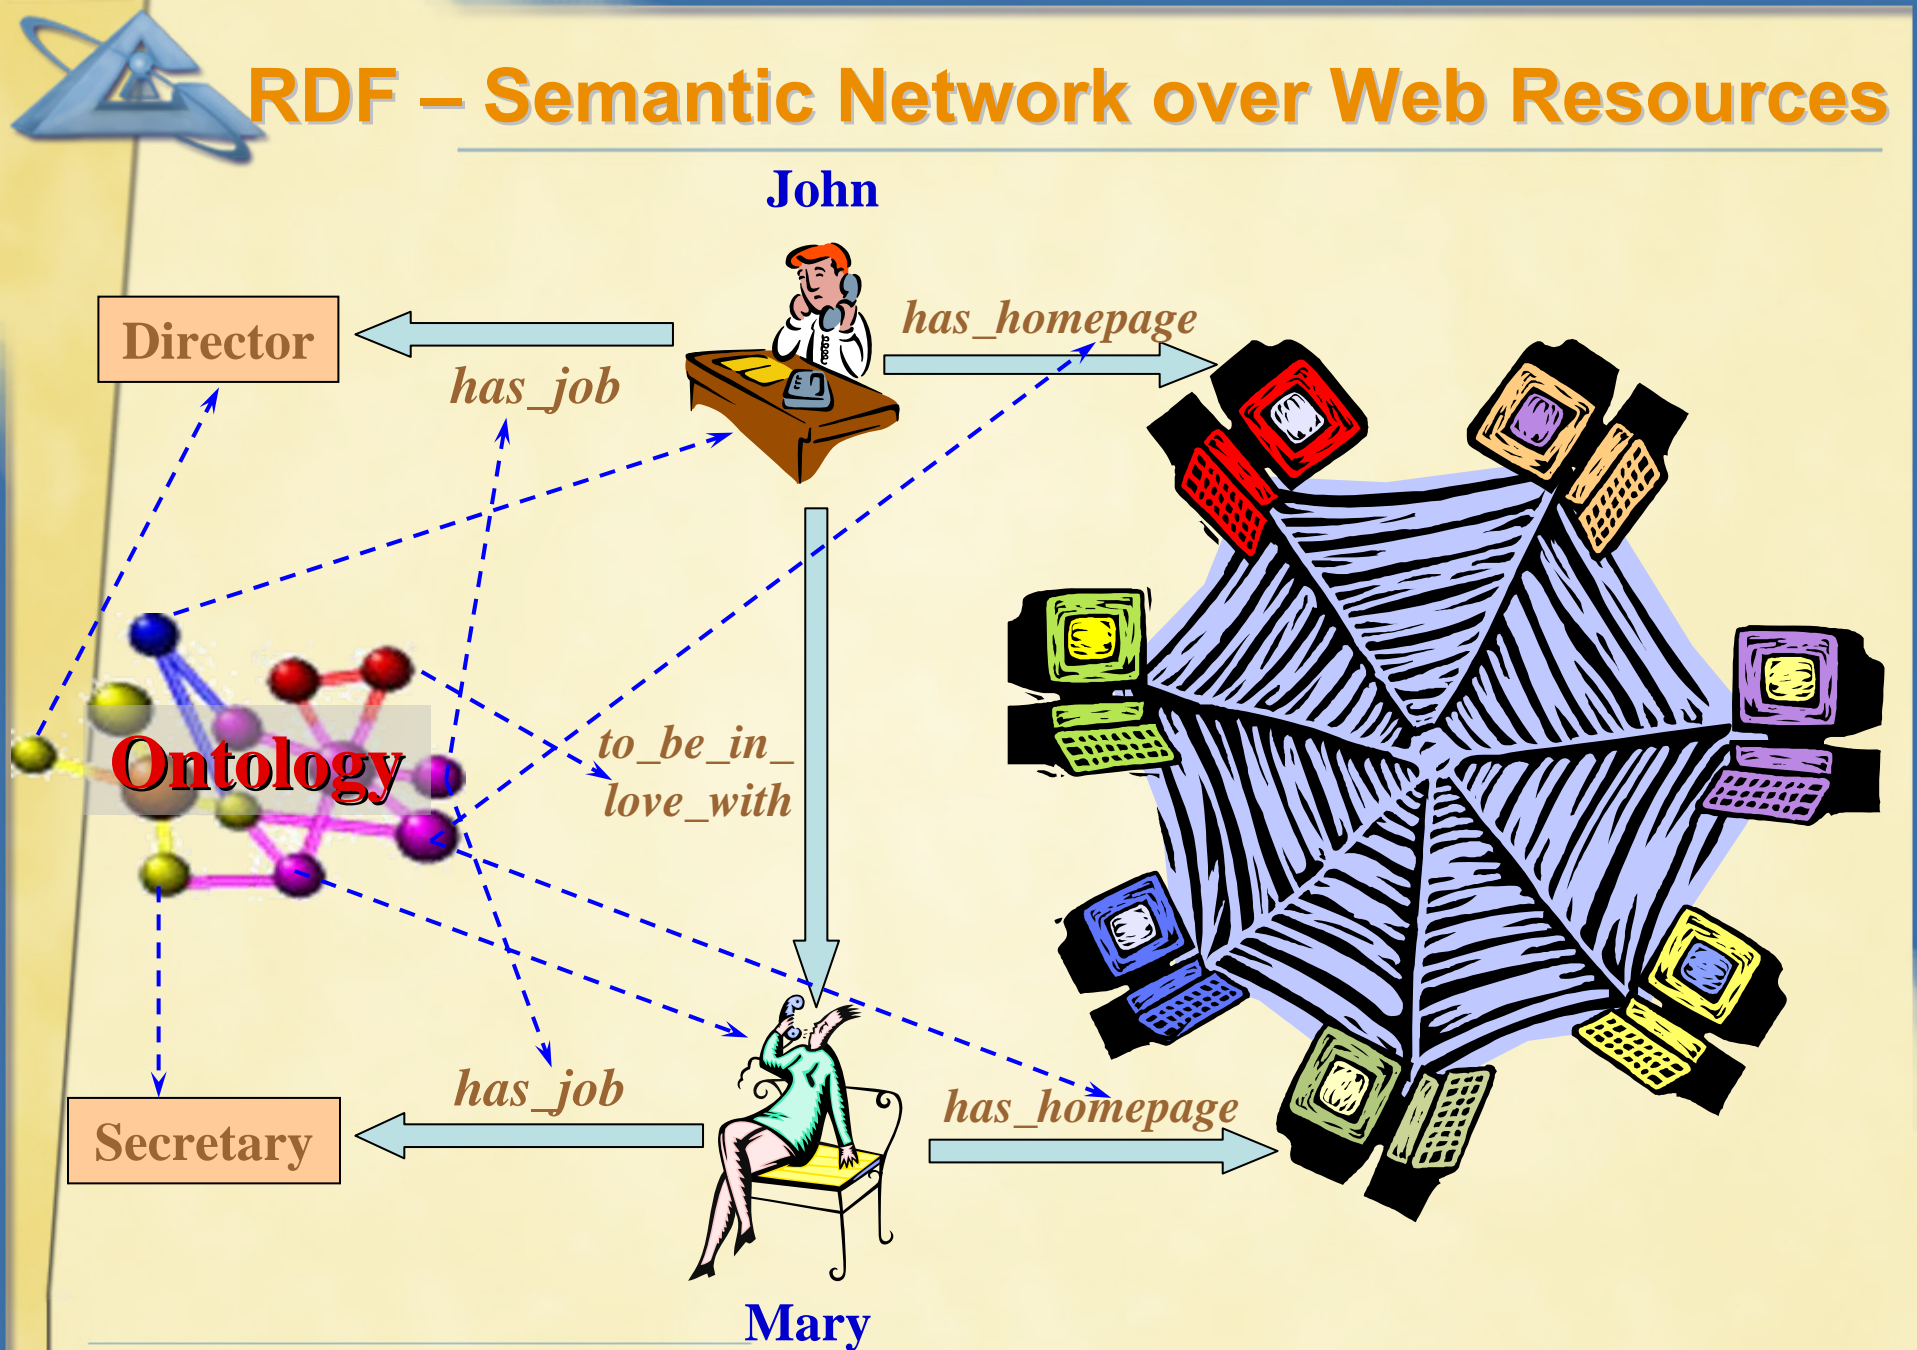 RDF – Semantic Network over Web Resources
John
has_homepage
Director
has_job
to_be_in_
love_with
Ontology
has_job
has_homepage
Secretary
Mary